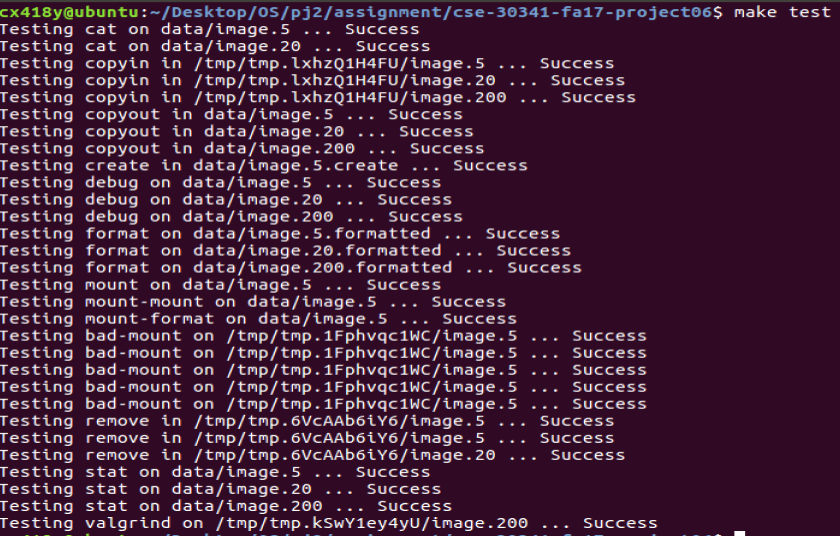 cx418y@ubuntu:~/Desktop/OS/pj2/assignment/cse-30341-fa17-project06$ make test
Testing cat on data/image.5 ... Success
Testing cat on data/image.20 ... Success
Testing copyin in /tmp/tmp.lxhzQ1H4FU/image.5 ... Success
Testing copyin in /tmp/tmp.lxhzQ1H4FU/image.20 ... Success
Testing copyin in /tmp/tmp.lxhzQ1H4FU/image.200 ... Success
Testing copyout in data/image.5 ... Success
Testing copyout in data/image.20 ... Success
Testing copyout in data/image.200 ... Success
Testing create in data/image.5.create ... Success
Testing debug on data/image.5 ... Success
Testing debug on data/image.20 ... Success
Testing debug on data/image.200 ... Success
Testing format on data/image.5.formatted ... Success
Testing format on data/image.20.formatted ... Success
Testing format on data/image.200.formatted ... Success
Testing mount on data/image.5 ... Success
Testing mount-mount on data/image.5 ... Success
Testing mount-format on data/image.5 ... Success
Testing bad-mount on /tmp/tmp.1Fphvqc1WC/image.5 ... Success
Testing bad-mount on /tmp/tmp.1Fphvqc1WC/image.5 ... Success
Testing bad-mount on /tmp/tmp.1Fphvqc1WC/image.5 ... Success
Testing bad-mount on /tmp/tmp.1Fphvqc1WC/image.5 ... Success
Testing bad-mount on /tmp/tmp.1Fphvqc1WC/image.5 ... Success
Testing remove in /tmp/tmp.6VcAAb6iY6/image.5 ... Success
Testing remove in /tmp/tmp.6VcAAb6iY6/image.5 ... Success
Testing remove in /tmp/tmp.6VcAAb6iY6/image.20 ... Success
Testing stat on data/image.5 ... Success
Testing stat on data/image.20 ... Success
Testing stat on data/image.200 ... Success
Testing valgrind on /tmp/tmp.kSwY1ey4yU/image.200 ... Success